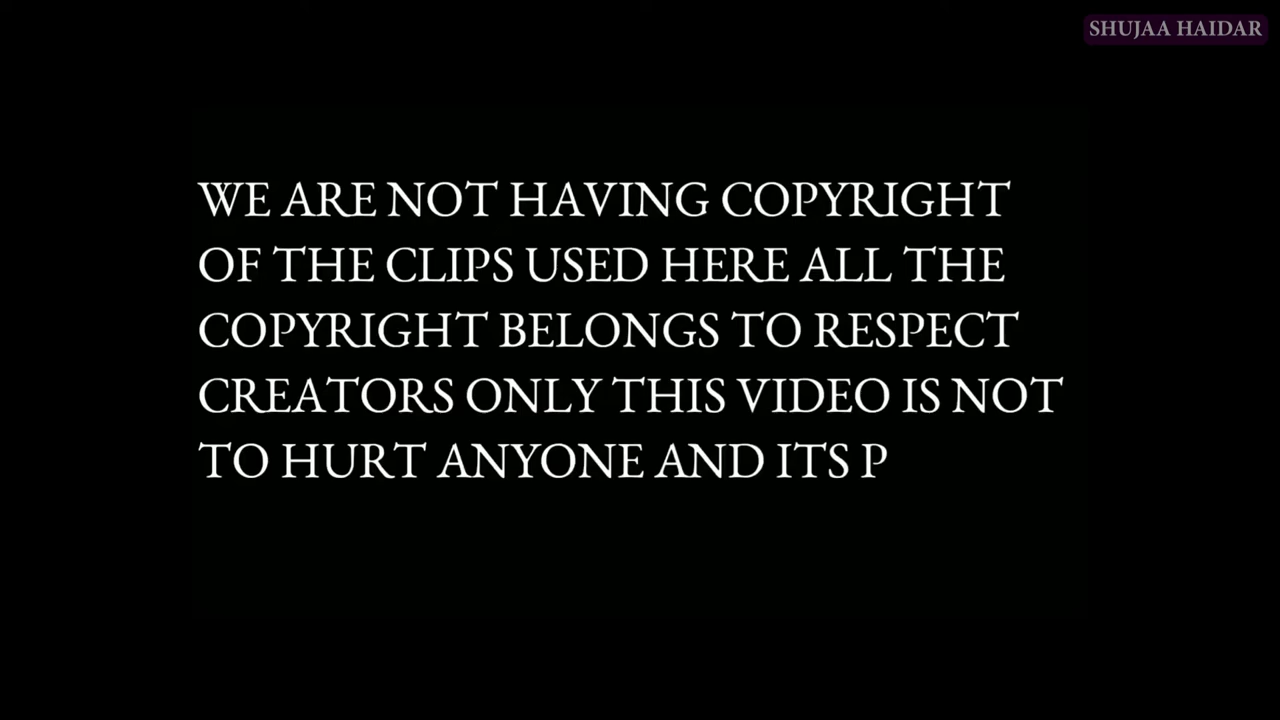 SHUJAA HAIDAR
WE ARE NOT HAVING COPYRIGHT
OF THE CLIPS USED HERE ALL THE
COPYRIGHT BELONGS TO RESPECT
CREATORS ONLY THIS VIDEO IS NOT
TO HURT ANYONE AND ITS P